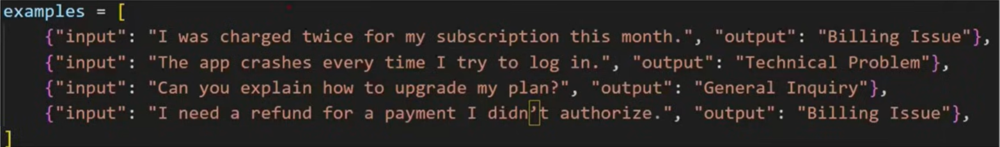 examples = [
    {"input": "I was charged twice for my subscription this month.", "output": "Billing Issue"},
    {"input": "The app crashes every time I try to log in.", "output": "Technical Problem"},
    {"input": "Can you explain how to upgrade my plan?", "output": "General Inquiry"},
    {"input": "I need a refund for a payment I didn’t authorize.", "output": "Billing Issue"},
]